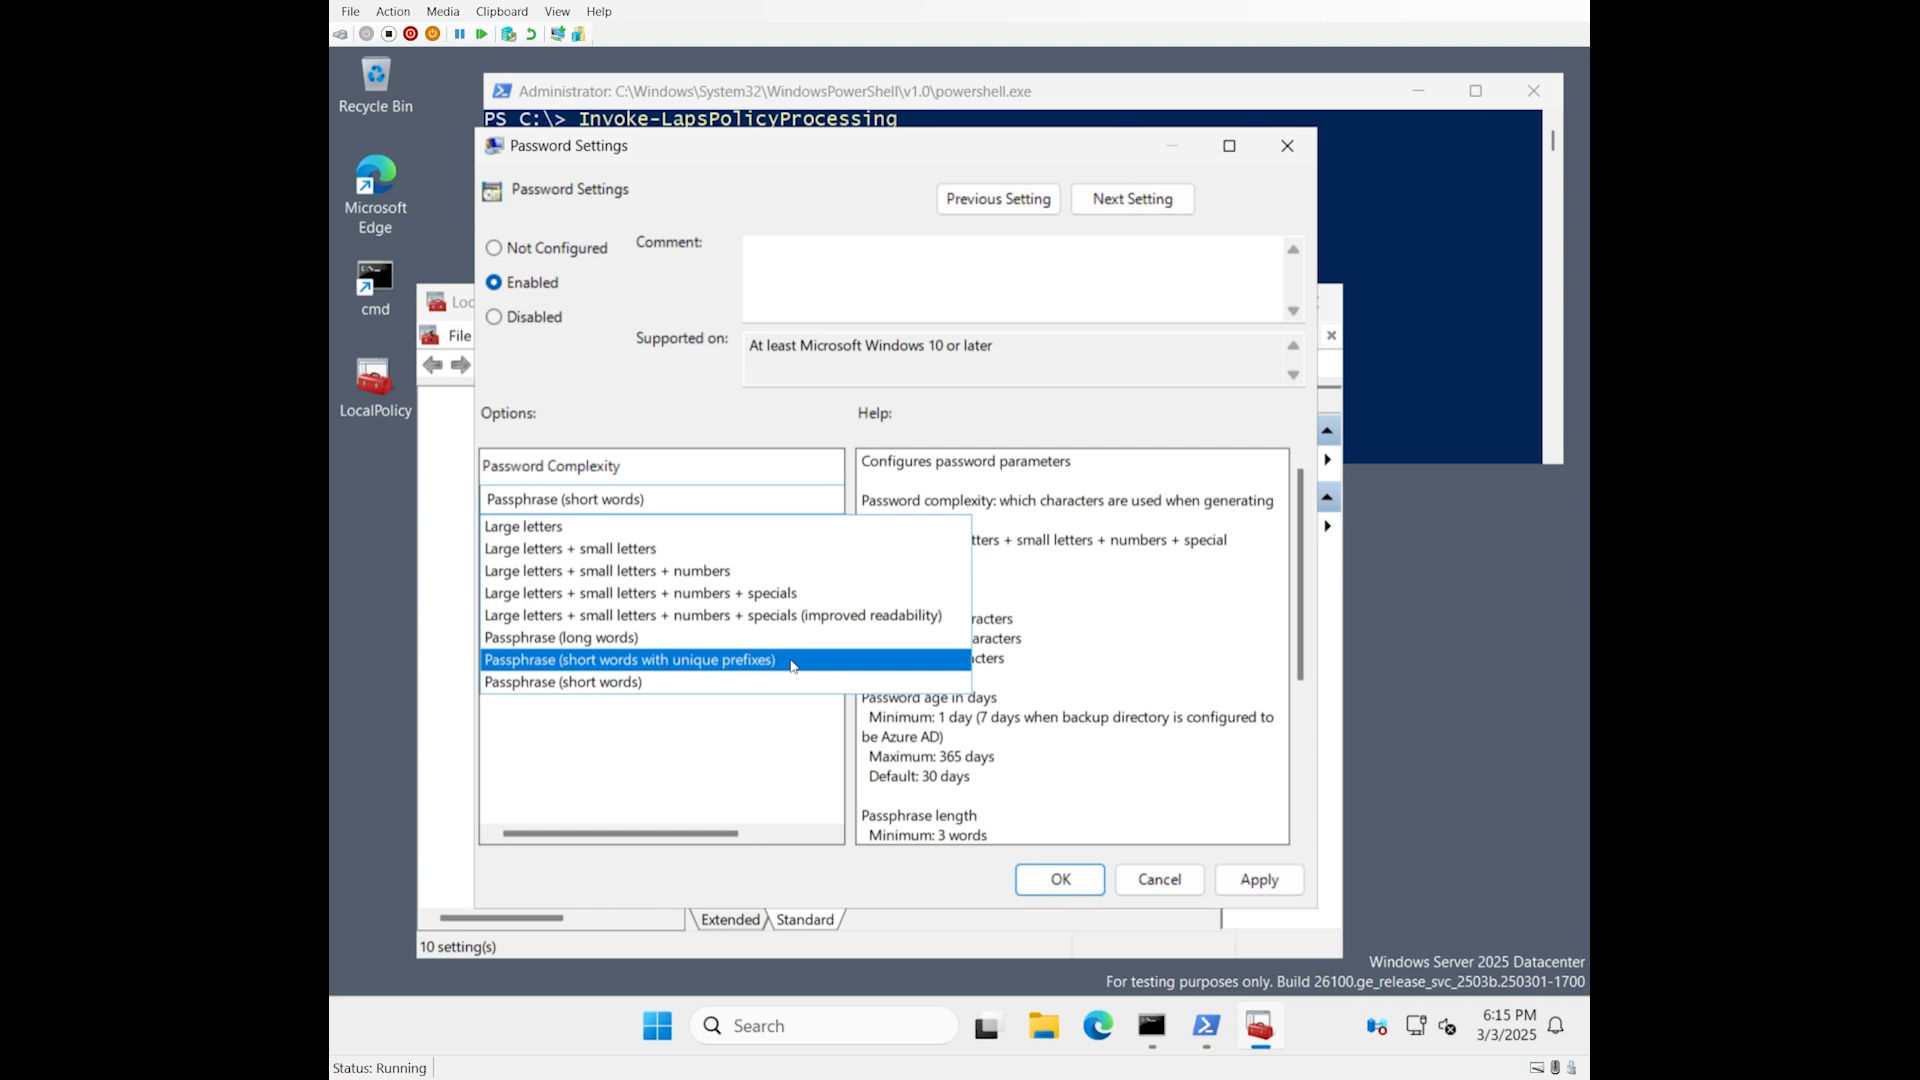 File Action Media Clipboard View Help
Recycle Bin
Microsoft
Edge
cmd
LocalPolicy
Administrator: C:\Windows\System32\WindowsPowerShell\v1.0\powershell.exe
PS C:\> Invoke-LapsPolicyProcessing
Loc
File
Password Settings
Password Settings
Previous Setting Next Setting
Not Configured
Enabled
Disabled
Comment:
Supported on:
At least Microsoft Windows 10 or later
Options:
Help:
Password Complexity
Passphrase (short words)
Large letters
Large letters + small letters
Large letters + small letters + numbers
Large letters + small letters + numbers + specials
Large letters + small letters + numbers + specials (improved readability)
Passphrase (long words)
Passphrase (short words with unique prefixes)
Passphrase (short words)
Configures password parameters
Password complexity: which characters are used when generating
tters + small letters + numbers + special
racters
aracters
cters
Password age in days
Minimum: 1 day (7 days when backup directory is configured to
be Azure AD)
Maximum: 365 days
Default: 30 days
Passphrase length
Minimum: 3 words
OK Cancel Apply
Extended Standard
10 setting(s)
Windows Server 2025 Datacenter
For testing purposes only. Build 26100.ge_release_svc_2503b.250301-1700
Search
6:15 PM
3/3/2025
Status: Running